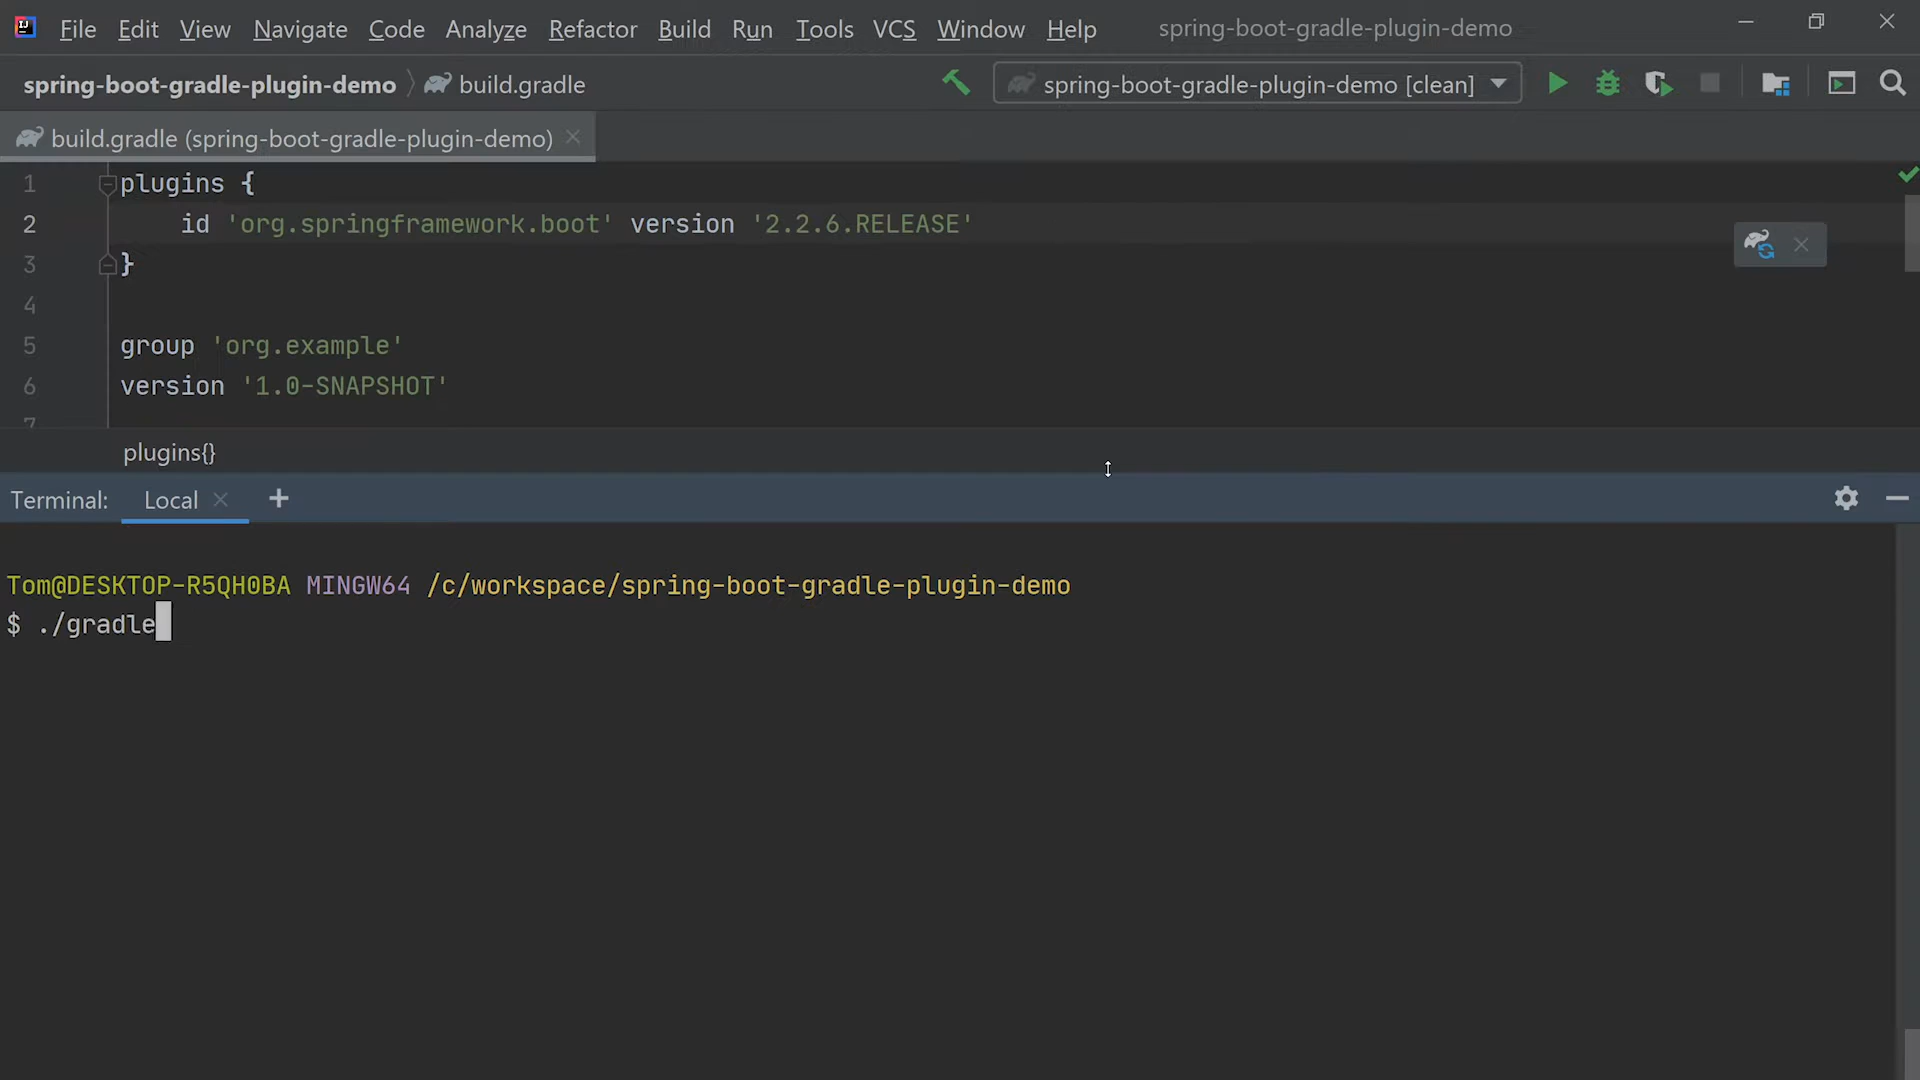 File Edit View Navigate Code Analyze Refactor Build Run Tools VCS Window Help spring-boot-gradle-plugin-demo
spring-boot-gradle-plugin-demo build.gradle spring-boot-gradle-plugin-demo [clean]
build.gradle (spring-boot-gradle-plugin-demo)
1 plugins {
2 id 'org.springframework.boot' version '2.2.6.RELEASE'
3 }
4
5 group 'org.example'
6 version '1.0-SNAPSHOT'
7
plugins{}
Terminal: Local +
Tom@DESKTOP-R5QH0BA MINGW64 /c/workspace/spring-boot-gradle-plugin-demo
$ ./gradle